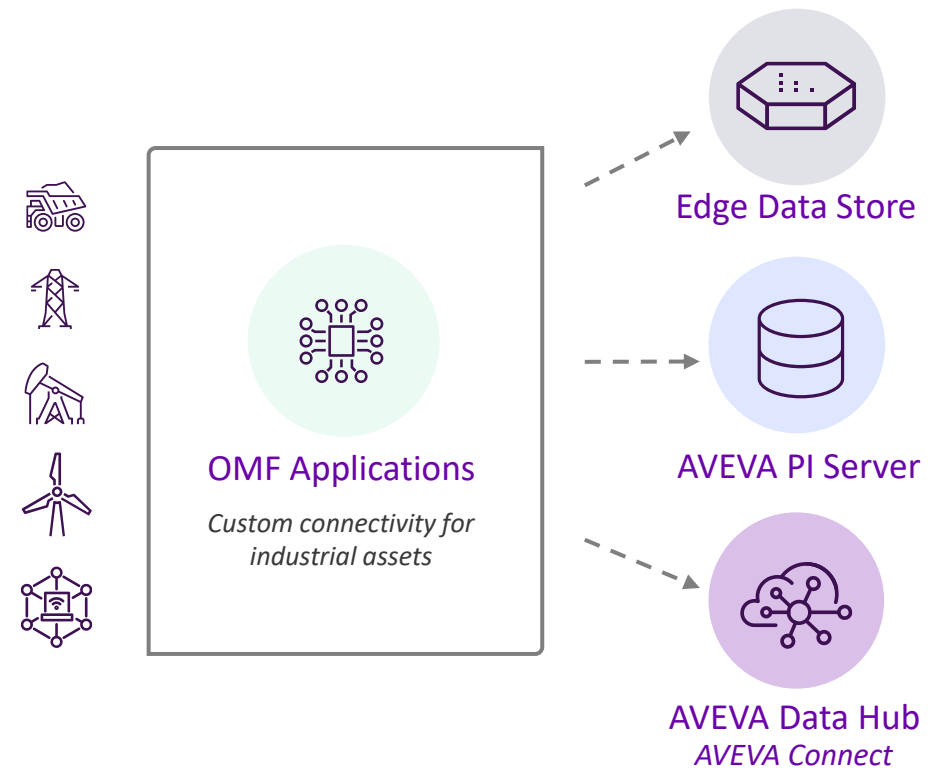 Edge Data Store
OMF Applications
Custom connectivity for
industrial assets
AVEVA PI Server
AVEVA Data Hub
AVEVA Connect